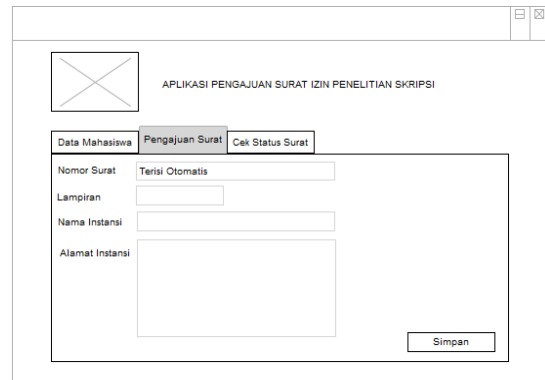 APLIKASI PENGAJUAN SURAT IZIN PENELITIAN SKRIPSI
Data Mahasiswa Pengajuan Surat Cek Status Surat
Nomor Surat Terisi Otomatis
Lampiran
Nama Instansi
Alamat Instansi
Simpan